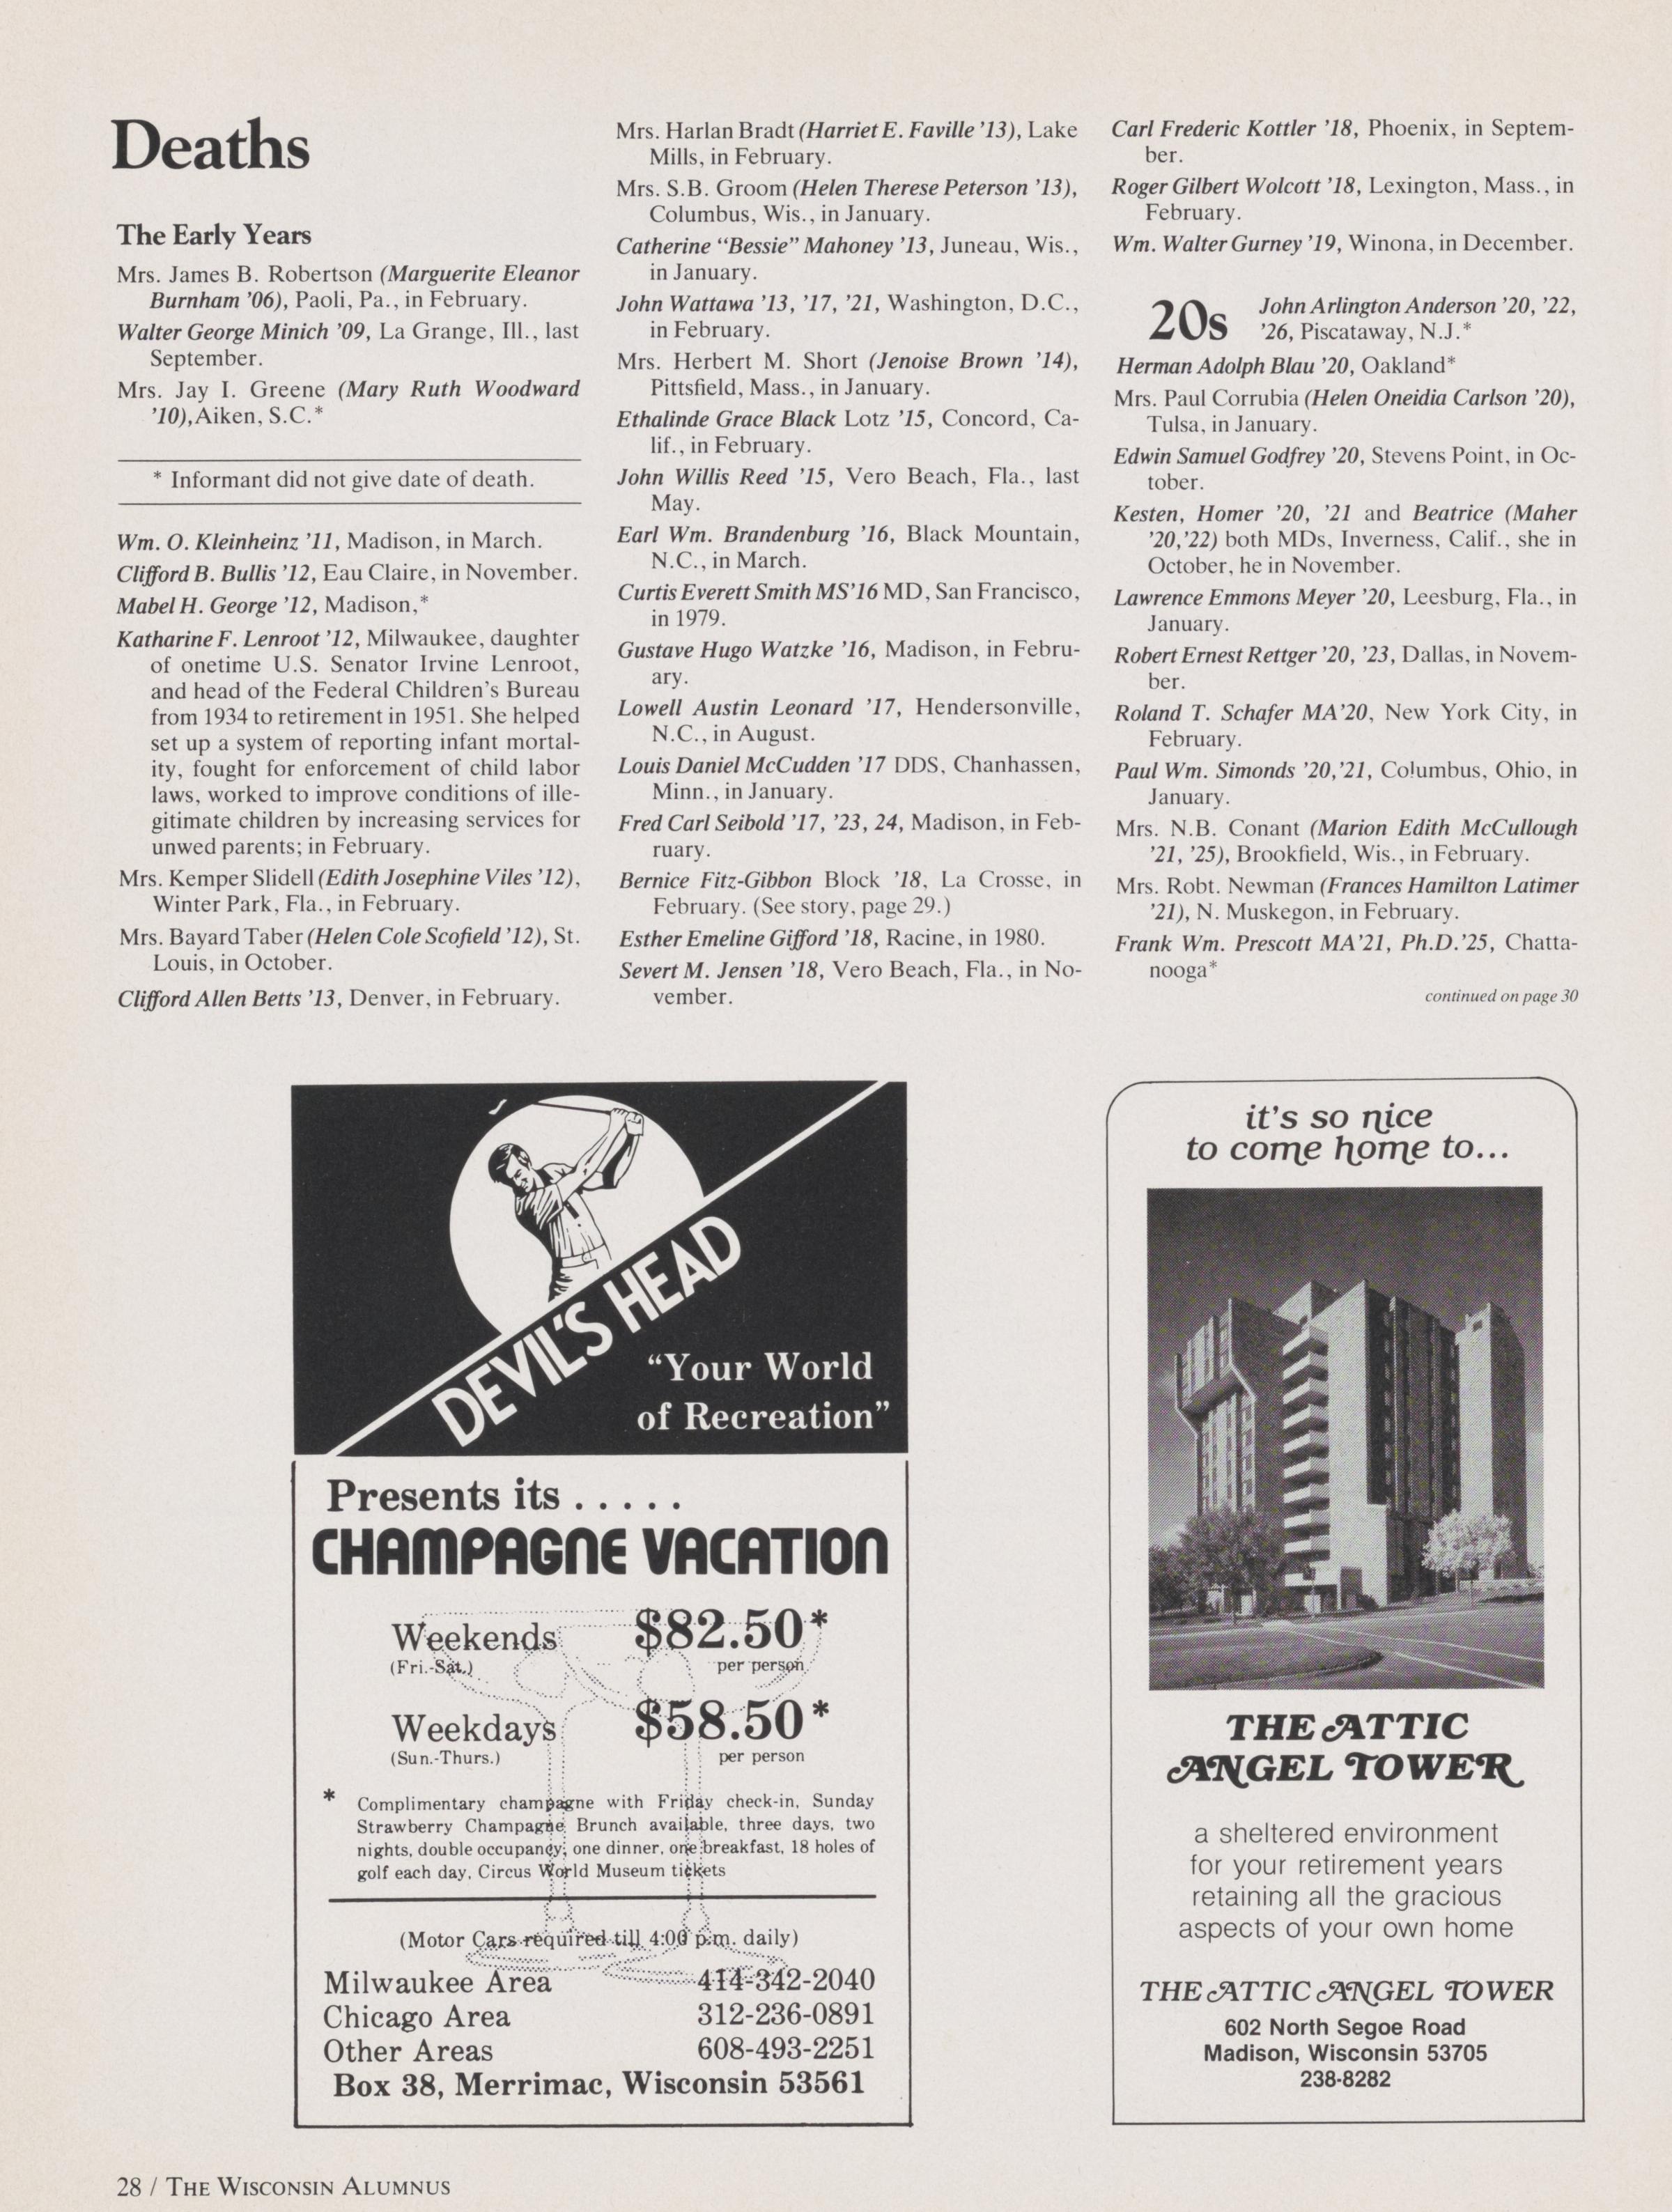 Deaths
The Early Years
Mrs. James B. Robertson (Marguerite Eleanor
Burnham '06), Paoli, Pa., in February.
Walter George Minich '09, La Grange, Ill., last
September.
Mrs. Jay I. Greene (Mary Ruth Woodward
'10),Aiken, S.C.*
* Informant did not give date of death.
Wm. O. Kleinheinz '11, Madison, in March.
Clifford B. Bullis '12, Eau Claire, in November.
Mabel H. George '12, Madison,*
Katharine F. Lenroot '12, Milwaukee, daughter
of onetime U.S. Senator Irvine Lenroot,
and head of the Federal Children's Bureau
from 1934 to retirement in 1951. She helped
set up a system of reporting infant mortal-
ity, fought for enforcement of child labor
laws, worked to improve conditions of ille-
gitimate children by increasing services for
unwed parents; in February.
Mrs. Kemper Slidell (Edith Josephine Viles '12),
Winter Park, Fla., in February.
Mrs. Bayard Taber (Helen Cole Scofield '12), St.
Louis, in October.
Clifford Allen Betts '13, Denver, in February.
Mrs. Harlan Bradt (Harriet E. Faville '13), Lake
Mills, in February.
Mrs. S.B. Groom (Helen Therese Peterson '13),
Columbus, Wis., in January.
Catherine "Bessie" Mahoney '13, Juneau, Wis.,
in January.
John Wattawa '13, '17, '21, Washington, D.C.,
in February.
Mrs. Herbert M. Short (Jenoise Brown '14),
Pittsfield, Mass., in January.
Ethalinde Grace Black Lotz '15, Concord, Ca-
lif., in February.
John Willis Reed '15, Vero Beach, Fla., last
May.
Earl Wm. Brandenburg '16, Black Mountain,
N.C., in March.
Curtis Everett Smith MS'16 MD, San Francisco,
in 1979.
Gustave Hugo Watzke '16, Madison, in Febru-
ary.
Lowell Austin Leonard '17, Hendersonville,
N.C., in August.
Louis Daniel McCudden '17 DDS, Chanhassen,
Minn., in January.
Fred Carl Seibold '17, '23, 24, Madison, in Feb-
ruary.
Bernice Fitz-Gibbon Block '18, La Crosse, in
February. (See story, page 29.)
Esther Emeline Gifford '18, Racine, in 1980.
Severt M. Jensen '18, Vero Beach, Fla., in No-
vember.
Carl Frederic Kottler '18, Phoenix, in Septem-
ber.
Roger Gilbert Wolcott '18, Lexington, Mass., in
February.
Wm. Walter Gurney '19, Winona, in December.
20s John Arlington Anderson '20, '22,
'26, Piscataway, N.J.*
Herman Adolph Blau '20, Oakland*
Mrs. Paul Corrubia (Helen Oneidia Carlson '20),
Tulsa, in January.
Edwin Samuel Godfrey '20, Stevens Point, in Oc-
tober.
Kesten, Homer '20, '21 and Beatrice (Maher
'20,'22) both MDs, Inverness, Calif., she in
October, he in November.
Lawrence Emmons Meyer '20, Leesburg, Fla., in
January.
Robert Ernest Rettger '20, '23, Dallas, in Novem-
ber.
Roland T. Schafer MA'20, New York City, in
February.
Paul Wm. Simonds '20,'21, Columbus, Ohio, in
January.
Mrs. N.B. Conant (Marion Edith McCullough
'21, '25), Brookfield, Wis., in February.
Mrs. Robt. Newman (Frances Hamilton Latimer
'21), N. Muskegon, in February.
Frank Wm. Prescott MA'21, Ph.D.'25, Chatta-
nooga*
continued on page 30
DEVIL'S HEAD
"Your World
of Recreation"
Presents its . . . . .
CHAMPAGNE VACATION
Weekends $82.50*
(Fri.-Sat.) per person
Weekdays $58.50*
(Sun.-Thurs.) per person
* Complimentary champagne with Friday check-in, Sunday
Strawberry Champagne Brunch available, three days, two
nights, double occupancy, one dinner, one breakfast, 18 holes of
golf each day, Circus World Museum tickets
(Motor Cars required till 4:00 p.m. daily)
Milwaukee Area 414-342-2040
Chicago Area 312-236-0891
Other Areas 608-493-2251
Box 38, Merrimac, Wisconsin 53561
it's so nice
to come home to...
THE ATTIC
ANGEL TOWER
a sheltered environment
for your retirement years
retaining all the gracious
aspects of your own home
THE ATTIC ANGEL TOWER
602 North Segoe Road
Madison, Wisconsin 53705
238-8282
28 / THE WISCONSIN ALUMNUS